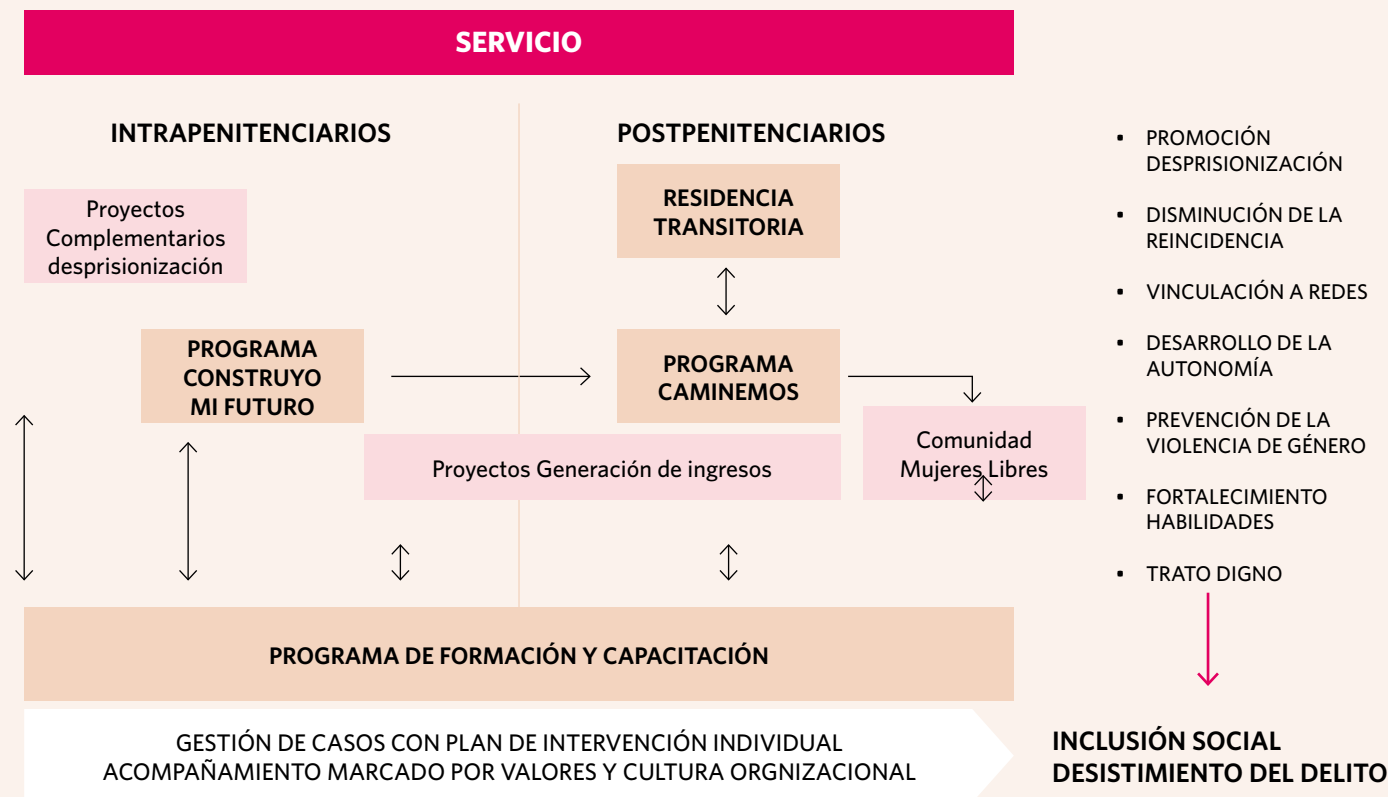 SERVICIO
INTRAPENITENCIARIOS
Proyectos
Complementarios
desprisionización
PROGRAMA
CONSTRUYO
MI FUTURO
POSTPENITENCIARIOS
RESIDENCIA
TRANSITORIA
PROGRAMA
CAMINEMOS
Proyectos Generación de ingresos
Comunidad
Mujeres Libres
PROGRAMA DE FORMACIÓN Y CAPACITACIÓN
GESTIÓN DE CASOS CON PLAN DE INTERVENCIÓN INDIVIDUAL
ACOMPAÑAMIENTO MARCADO POR VALORES Y CULTURA ORGNIZACIONAL
▪ PROMOCIÓN
DESPRISIONIZACIÓN
▪ DISMINUCIÓN DE LA
REINCIDENCIA
▪ VINCULACIÓN A REDES
▪ DESARROLLO DE LA
AUTONOMÍA
▪ PREVENCIÓN DE LA
VIOLENCIA DE GÉNERO
▪ FORTALECIMIENTO
HABILIDADES
▪ TRATO DIGNO
INCLUSIÓN SOCIAL
DESISTIMIENTO DEL DELITO